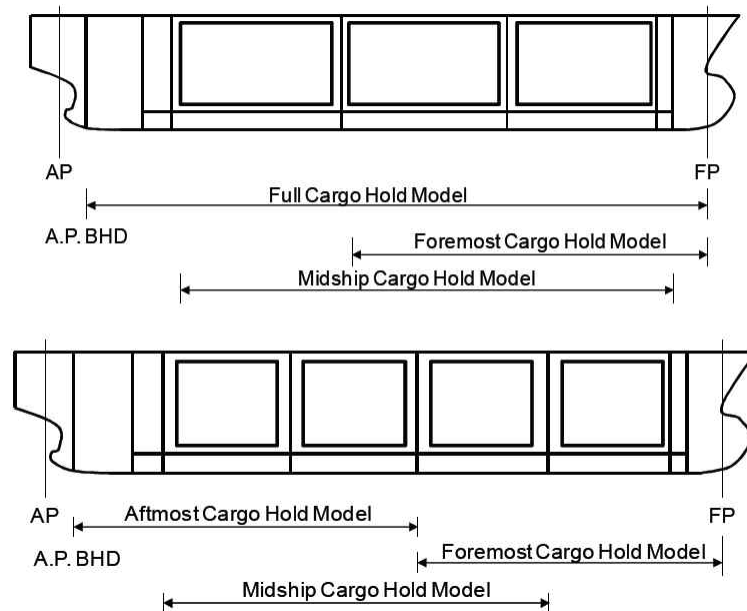 AP
FP
Full Cargo Hold Model
A.P. BHD
Foremost Cargo Hold Model
Midship Cargo Hold Model
AP
Aftmost Cargo Hold Model
FP
A.P. BHD
Foremost Cargo Hold Model
Midship Cargo Hold Model